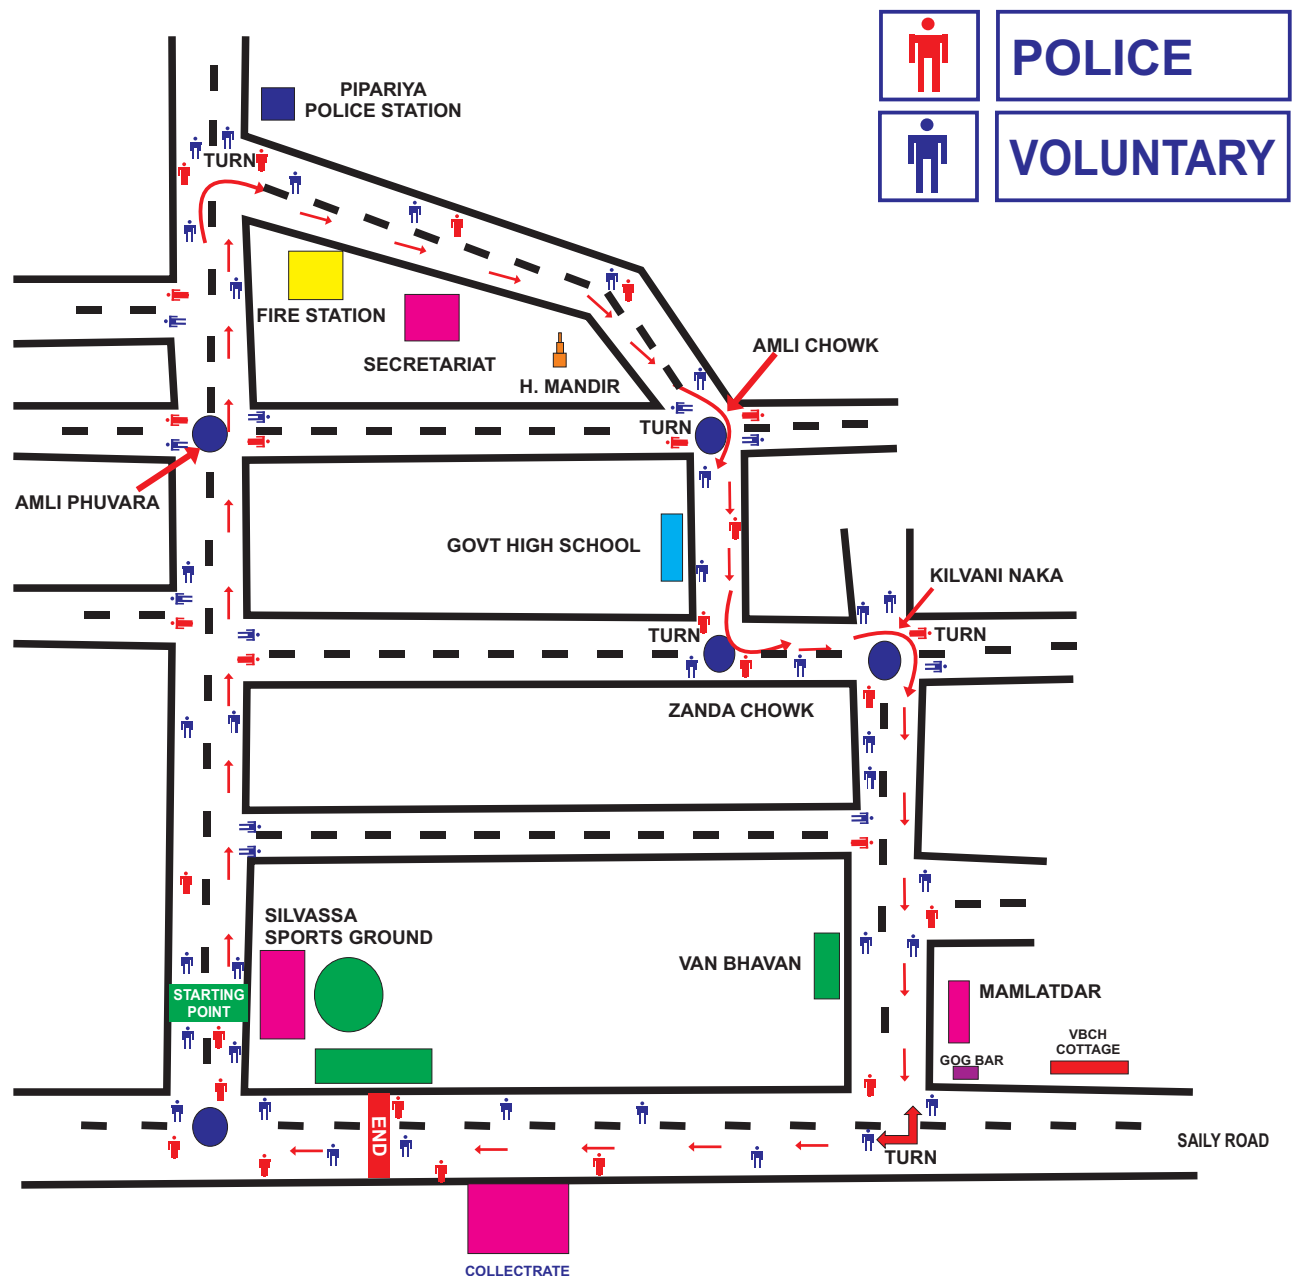 POLICE
VOLUNTARY
PIPARIYA
POLICE STATION
TURN
FIRE STATION
SECRETARIAT
H. MANDIR
AMLI CHOWK
TURN
AMLI PHUVARA
GOVT HIGH SCHOOL
KILVANI NAKA
TURN
TURN
ZANDA CHOWK
SILVASSA
SPORTS GROUND
VAN BHAVAN
STARTING
POINT
MAMLATDAR
VBCH
COTTAGE
GOG BAR
END
SAILY ROAD
TURN
COLLECTRATE